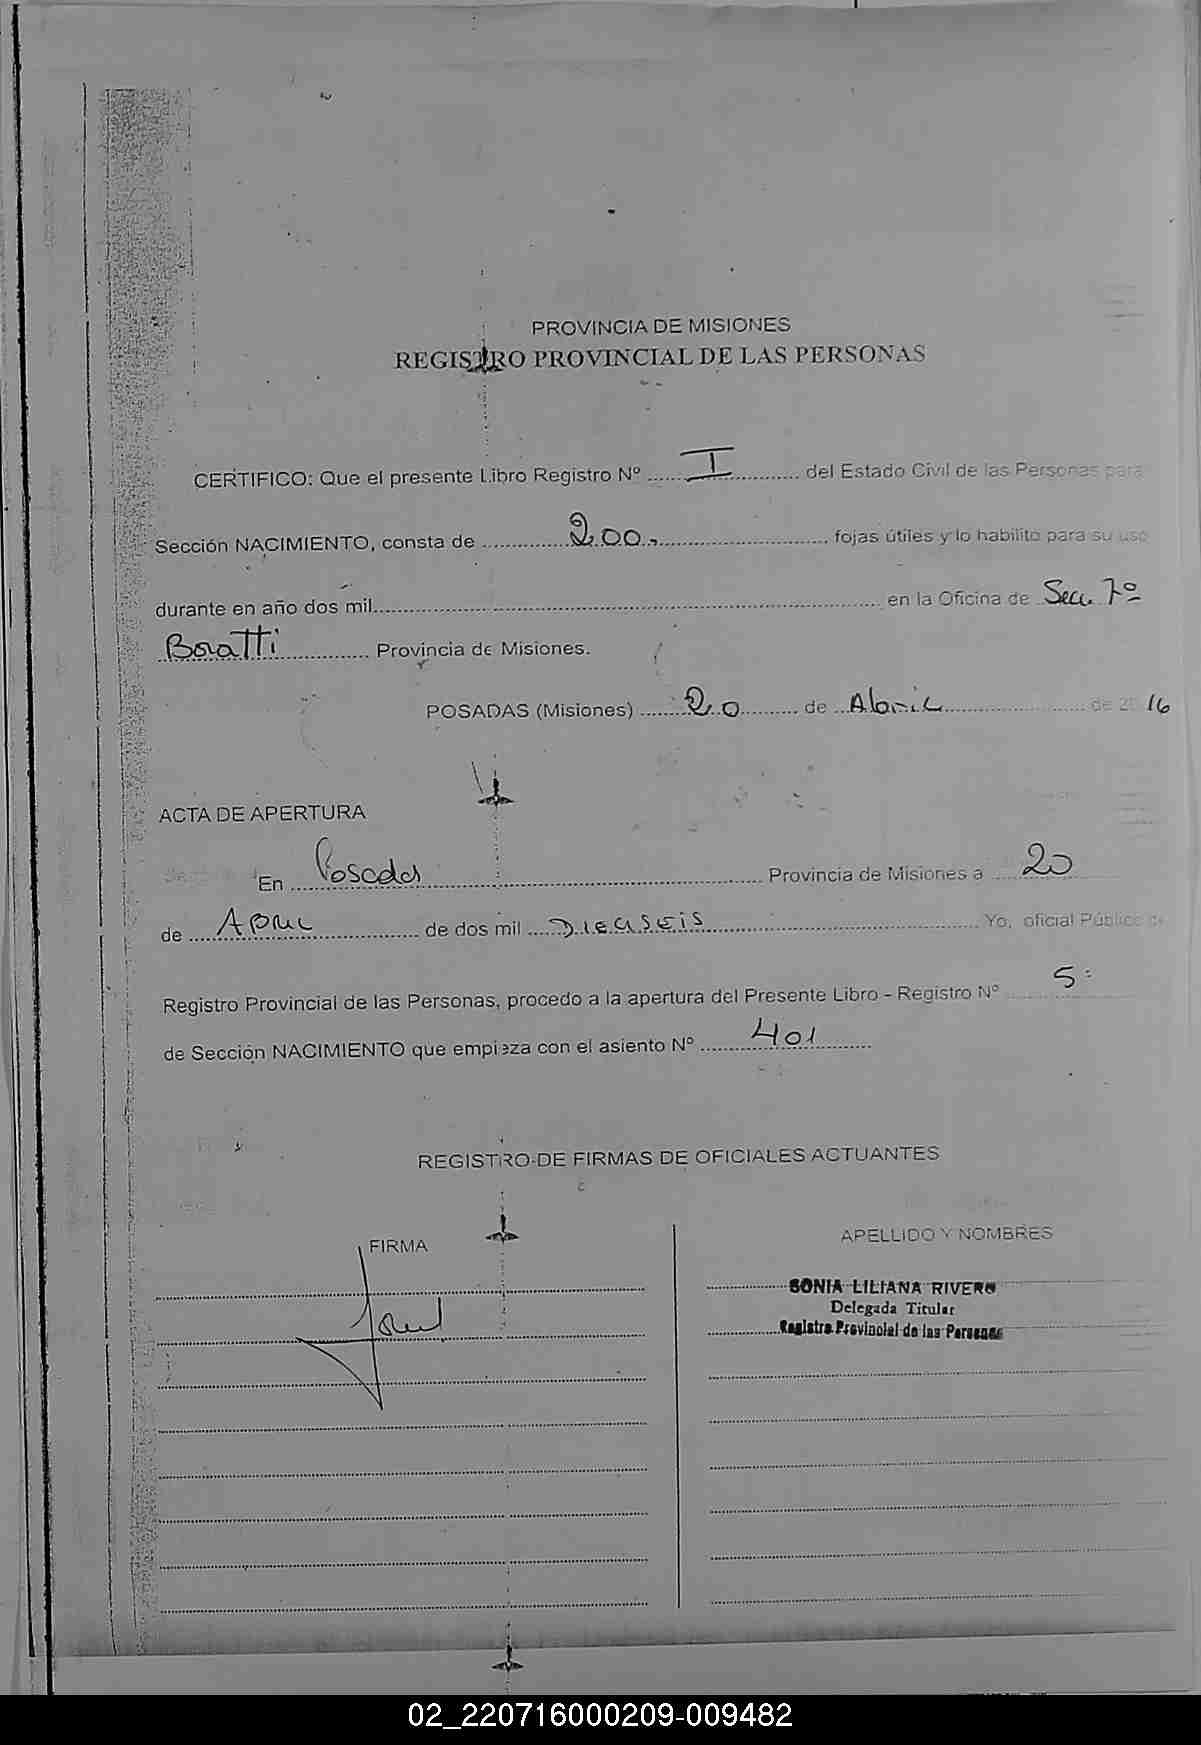 PROVINCIA DE MISIONES
REGISTRO PROVINCIAL DE LAS PERSONAS
CERTIFICO: Que el presente Libro Registro Nº ..... I ..... del Estado Civil de las Personas para
Sección NACIMIENTO, consta de ..... 200.- ..... fojas útiles y lo habilito para su uso
durante en año dos mil ..... en la Oficina de Secc. 7º
Boratti ..... Provincia de Misiones.
POSADAS (Misiones) ..... 20 ..... de ..... Abril ..... de 2016
ACTA DE APERTURA
En ..... Posadas ..... Provincia de Misiones a ..... 20
de ..... Abril ..... de dos mil ..... Dieciseis ..... Yo, oficial Público de
Registro Provincial de las Personas, procedo a la apertura del Presente Libro - Registro Nº ..... 5
de Sección NACIMIENTO que empieza con el asiento Nº ..... 401 .....
REGISTRO DE FIRMAS DE OFICIALES ACTUANTES
FIRMA
APELLIDO Y NOMBRES
SONIA LILIANA RIVERO
Delegada Titular
Registro Provincial de las Personas
02_220716000209-009482